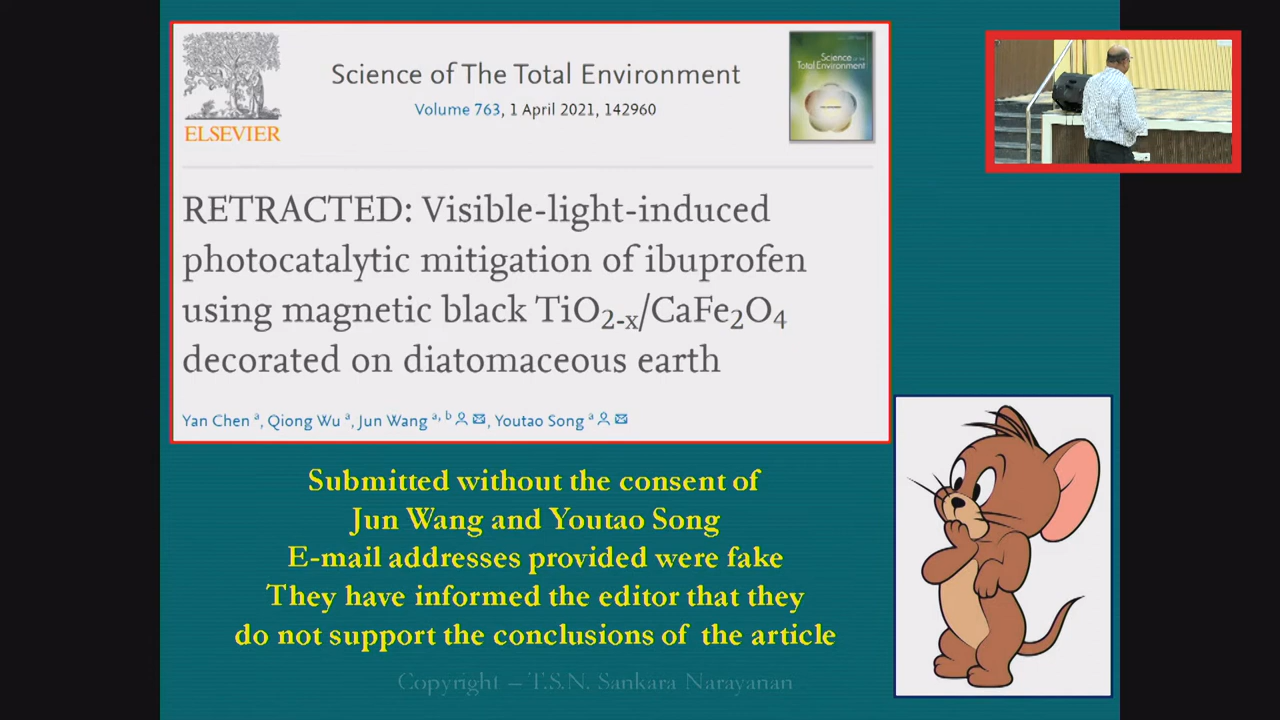 ELSEVIER
Science of The Total Environment
Volume 763, 1 April 2021, 142960
Science of the
Total Environment
RETRACTED: Visible-light-induced
photocatalytic mitigation of ibuprofen
using magnetic black TiO₂₋ₓ/CaFe₂O₄
decorated on diatomaceous earth
Yan Chen ᵃ, Qiong Wu ᵃ, Jun Wang ᵃ, ᵇ, Youtao Song ᵃ
Submitted without the consent of
Jun Wang and Youtao Song
E-mail addresses provided were fake
They have informed the editor that they
do not support the conclusions of the article
Copyright – T.S.N. Sankara Narayanan